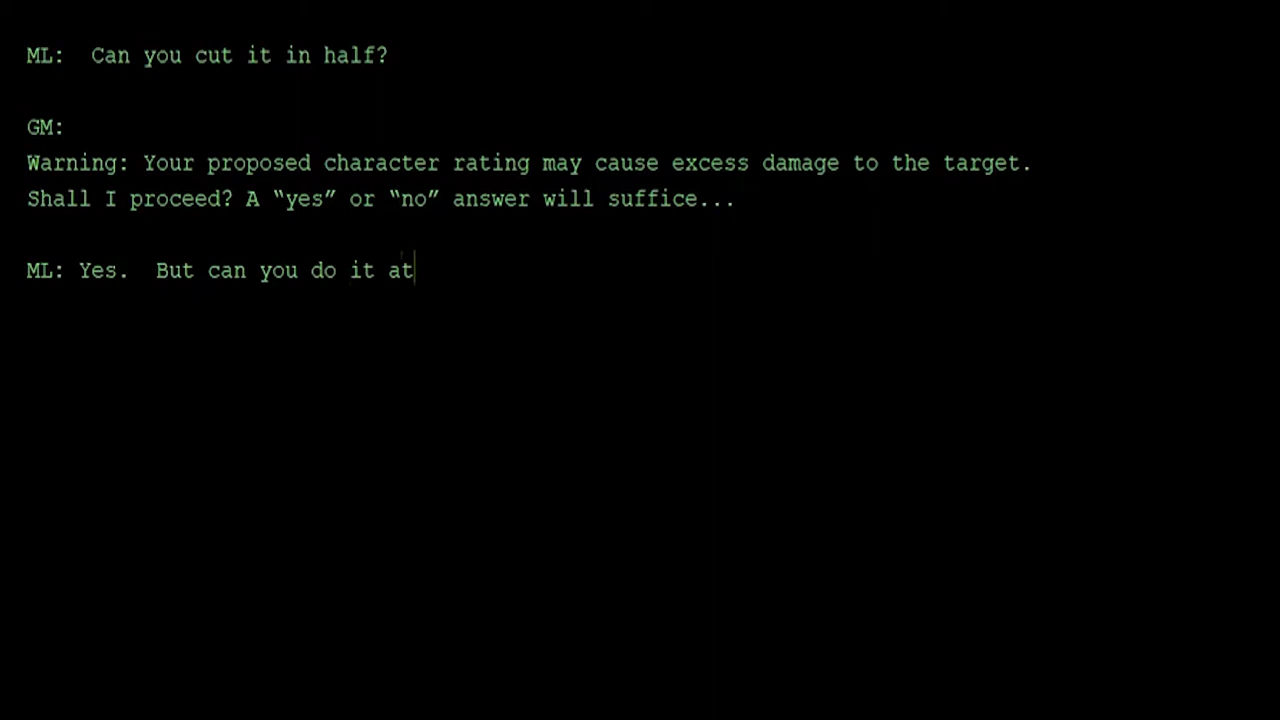 ML:  Can you cut it in half?
GM:
Warning: Your proposed character rating may cause excess damage to the target.
Shall I proceed? A “yes” or “no” answer will suffice...
ML: Yes.  But can you do it at